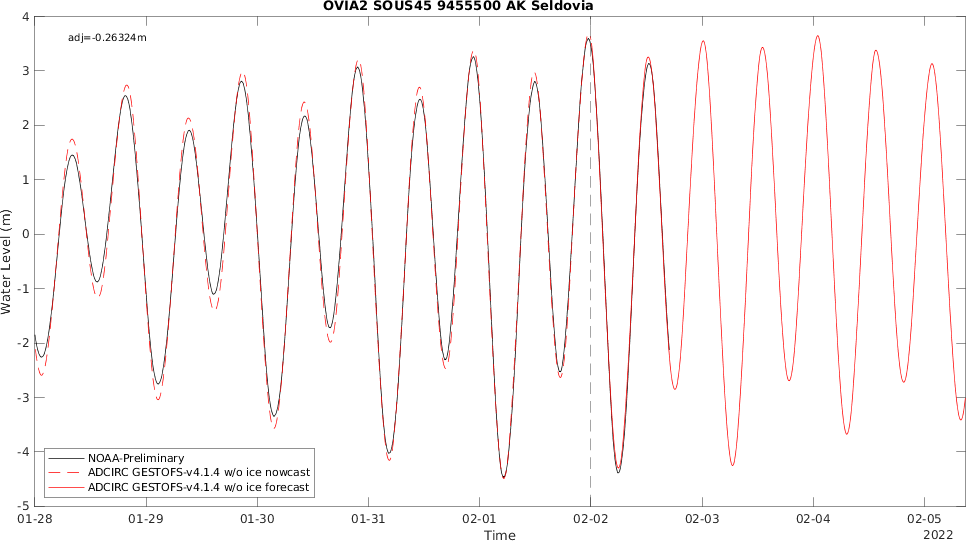 OVIA2 SOUS45 9455500 AK Seldovia
adj=-0.26324m
4
3
2
1
0
-1
-2
-3
-4
-5
Water Level (m)
NOAA-Preliminary
ADCIRC GESTOFS-v4.1.4 w/o ice nowcast
ADCIRC GESTOFS-v4.1.4 w/o ice forecast
01-28 01-29 01-30 01-31 02-01 02-02 02-03 02-04 02-05
Time
2022